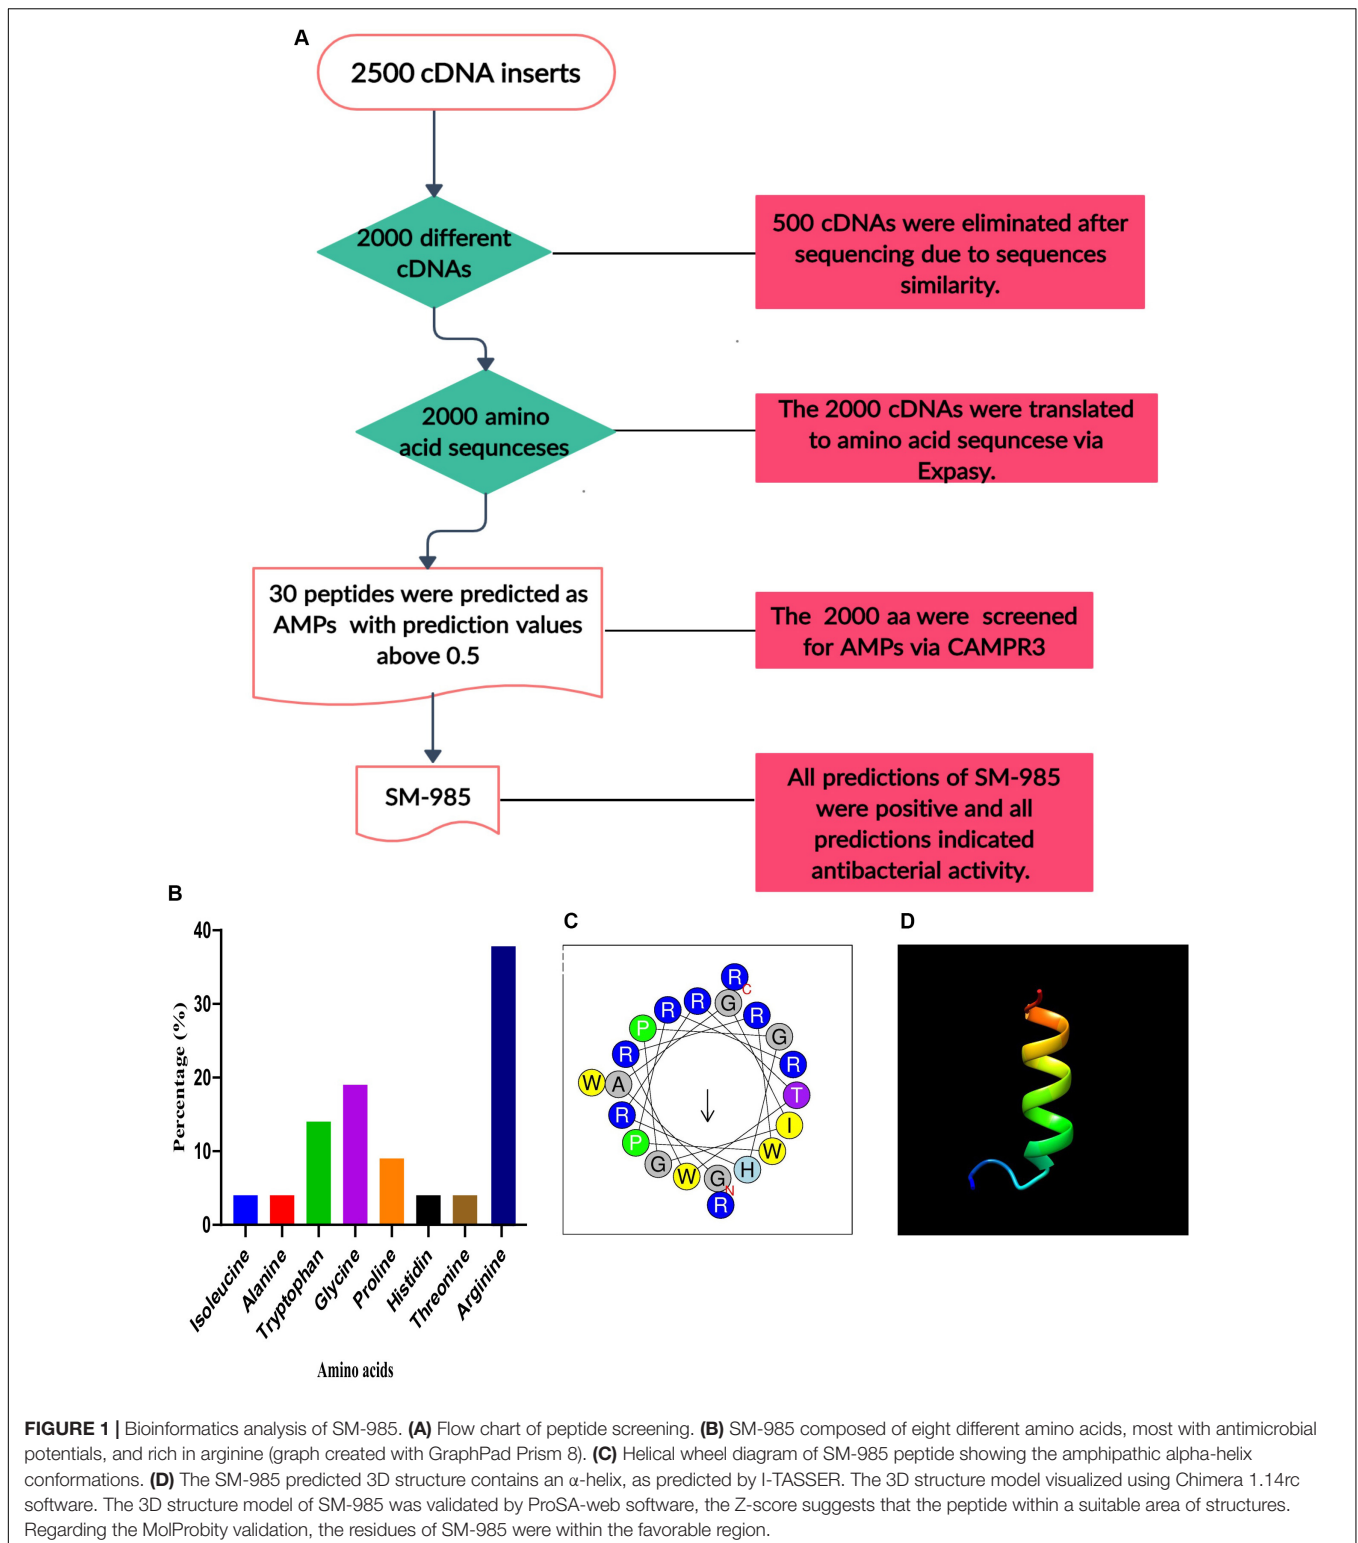 A
2500 cDNA inserts
2000 different
cDNAs
500 cDNAs were eliminated after
sequencing due to sequences
similarity.
2000 amino
acid sequnceses
The 2000 cDNAs were translated
to amino acid sequncese via
Expasy.
30 peptides were predicted as
AMPs with prediction values
above 0.5
The 2000 aa were screened
for AMPs via CAMPR3
SM-985
All predictions of SM-985
were positive and all
predictions indicated
antibacterial activity.
B
40
30
20
10
0
Percentage (%)
Isoleucine
Alanine
Tryptophan
Glycine
Proline
Histidin
Threonine
Arginine
Amino acids
C
R
C
R
R
G
R
P
G
R
R
W
A
T
R
I
P
W
G
W
G
H
N
R
D
FIGURE 1 | Bioinformatics analysis of SM-985. (A) Flow chart of peptide screening. (B) SM-985 composed of eight different amino acids, most with antimicrobial
potentials, and rich in arginine (graph created with GraphPad Prism 8). (C) Helical wheel diagram of SM-985 peptide showing the amphipathic alpha-helix
conformations. (D) The SM-985 predicted 3D structure contains an α-helix, as predicted by I-TASSER. The 3D structure model visualized using Chimera 1.14rc
software. The 3D structure model of SM-985 was validated by ProSA-web software, the Z-score suggests that the peptide within a suitable area of structures.
Regarding the MolProbity validation, the residues of SM-985 were within the favorable region.